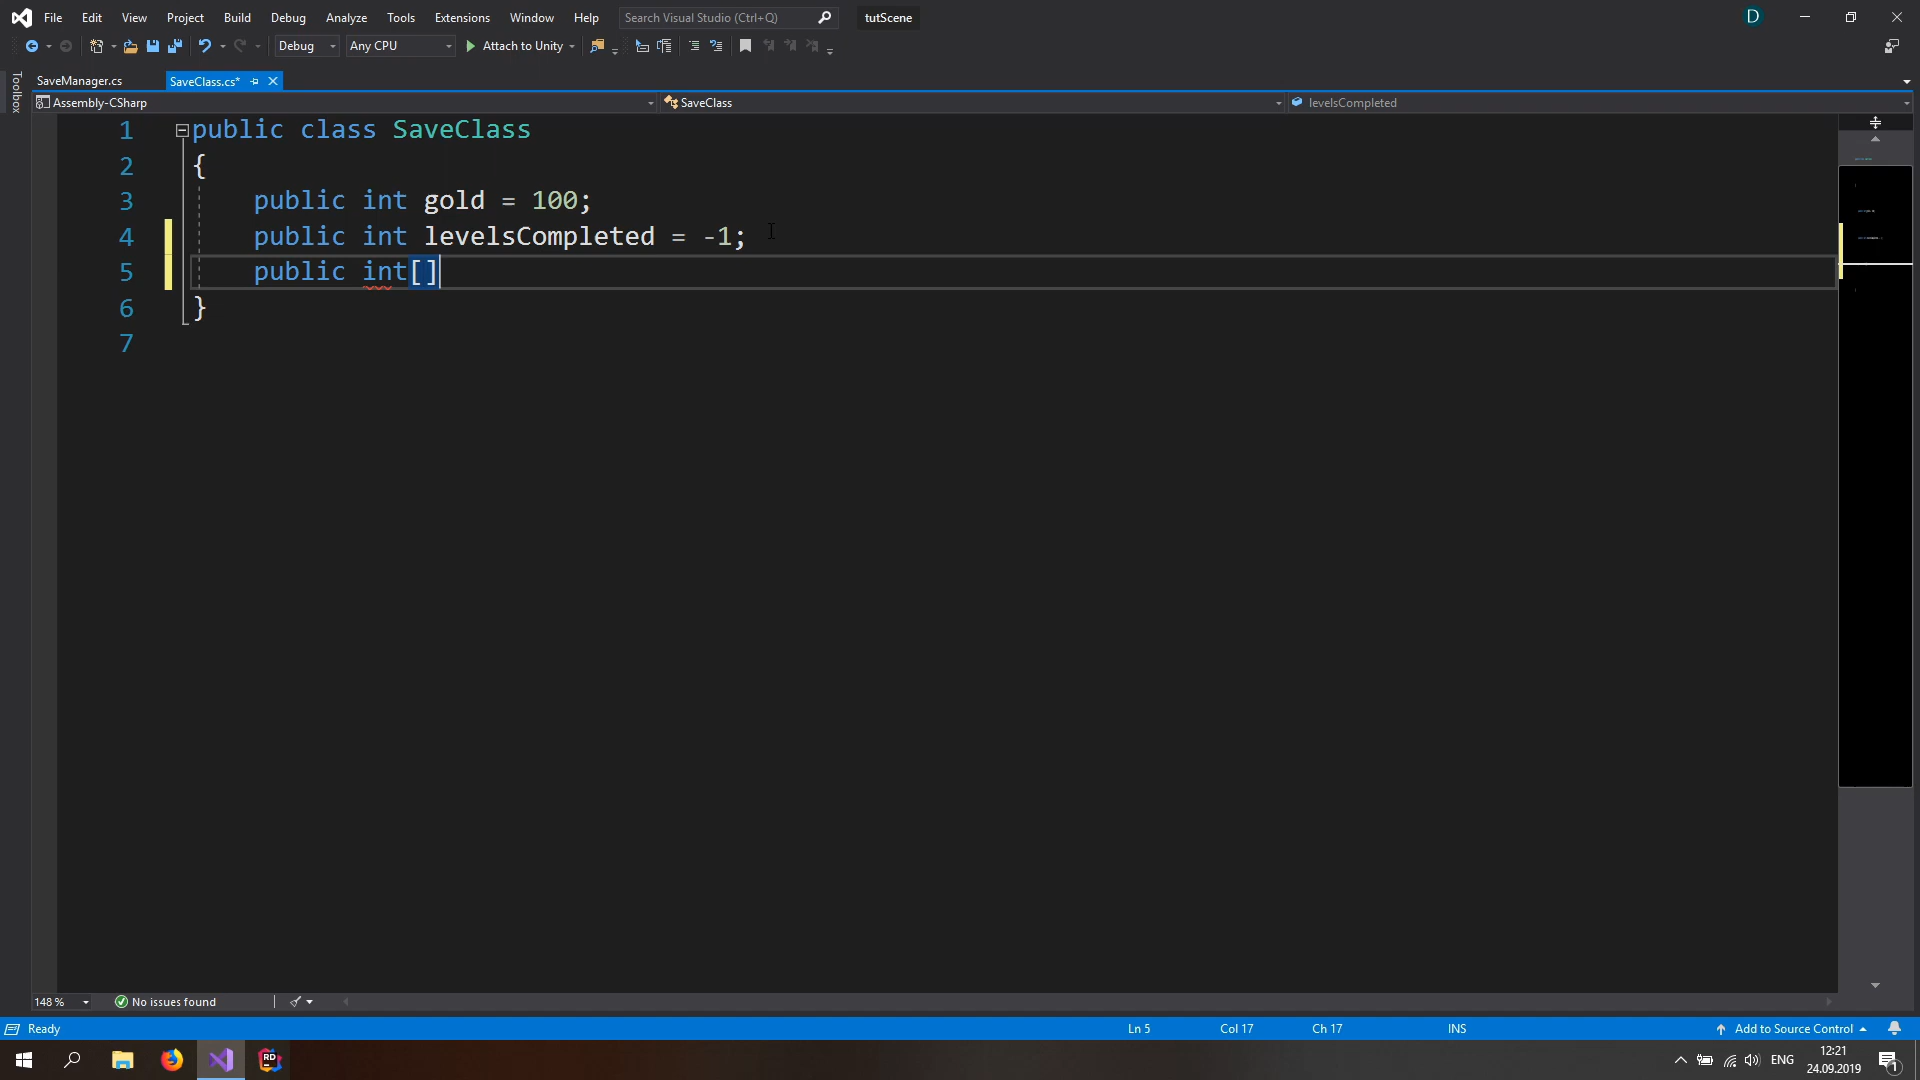 File Edit View Project Build Debug Analyze Tools Extensions Window Help Search Visual Studio (Ctrl+Q) tutScene D
Debug Any CPU Attach to Unity
Toolbox
SaveManager.cs SaveClass.cs*
Assembly-CSharp SaveClass levelsCompleted
1 public class SaveClass
2 {
3 public int gold = 100;
4 public int levelsCompleted = -1;
5 public int[]
6 }
7
148 % No issues found
Ready Ln 5 Col 17 Ch 17 INS Add to Source Control
RD ENG 12:21
24.09.2019 1